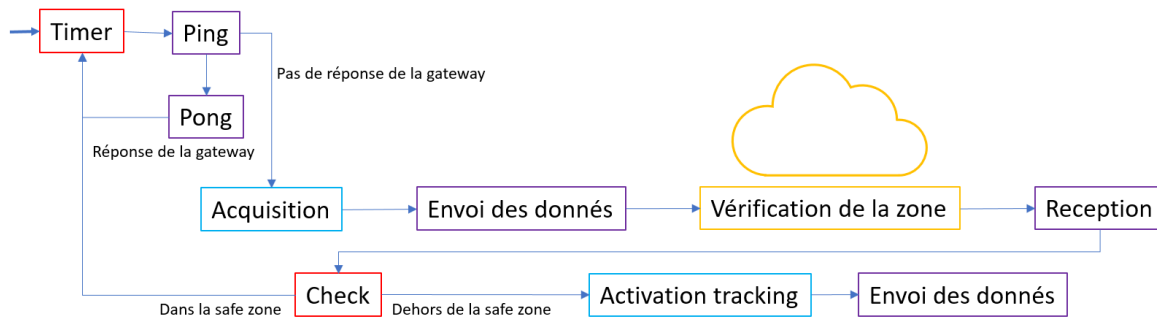 Timer
Ping
Pas de réponse de la gateway
Pong
Réponse de la gateway
Acquisition
Envoi des donnés
Vérification de la zone
Reception
Dans la safe zone
Check
Dehors de la safe zone
Activation tracking
Envoi des donnés